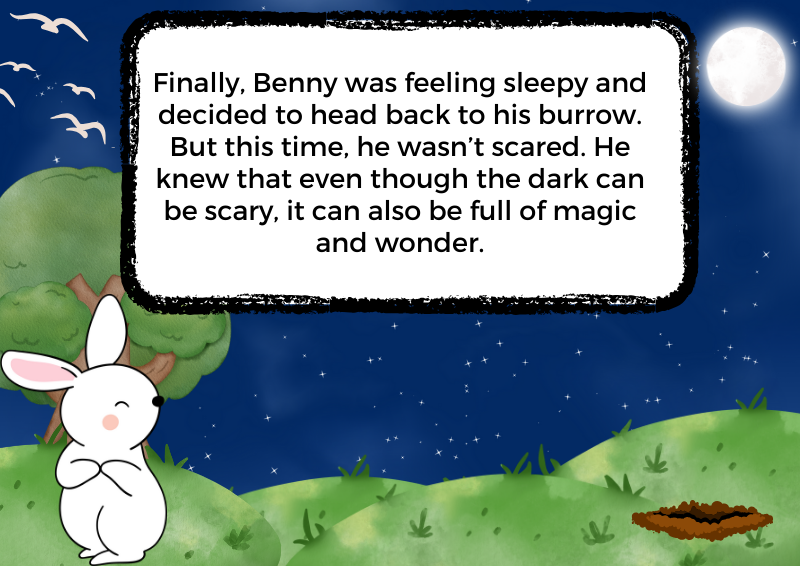 Finally, Benny was feeling sleepy and
decided to head back to his burrow.
But this time, he wasn’t scared. He
knew that even though the dark can
be scary, it can also be full of magic
and wonder.